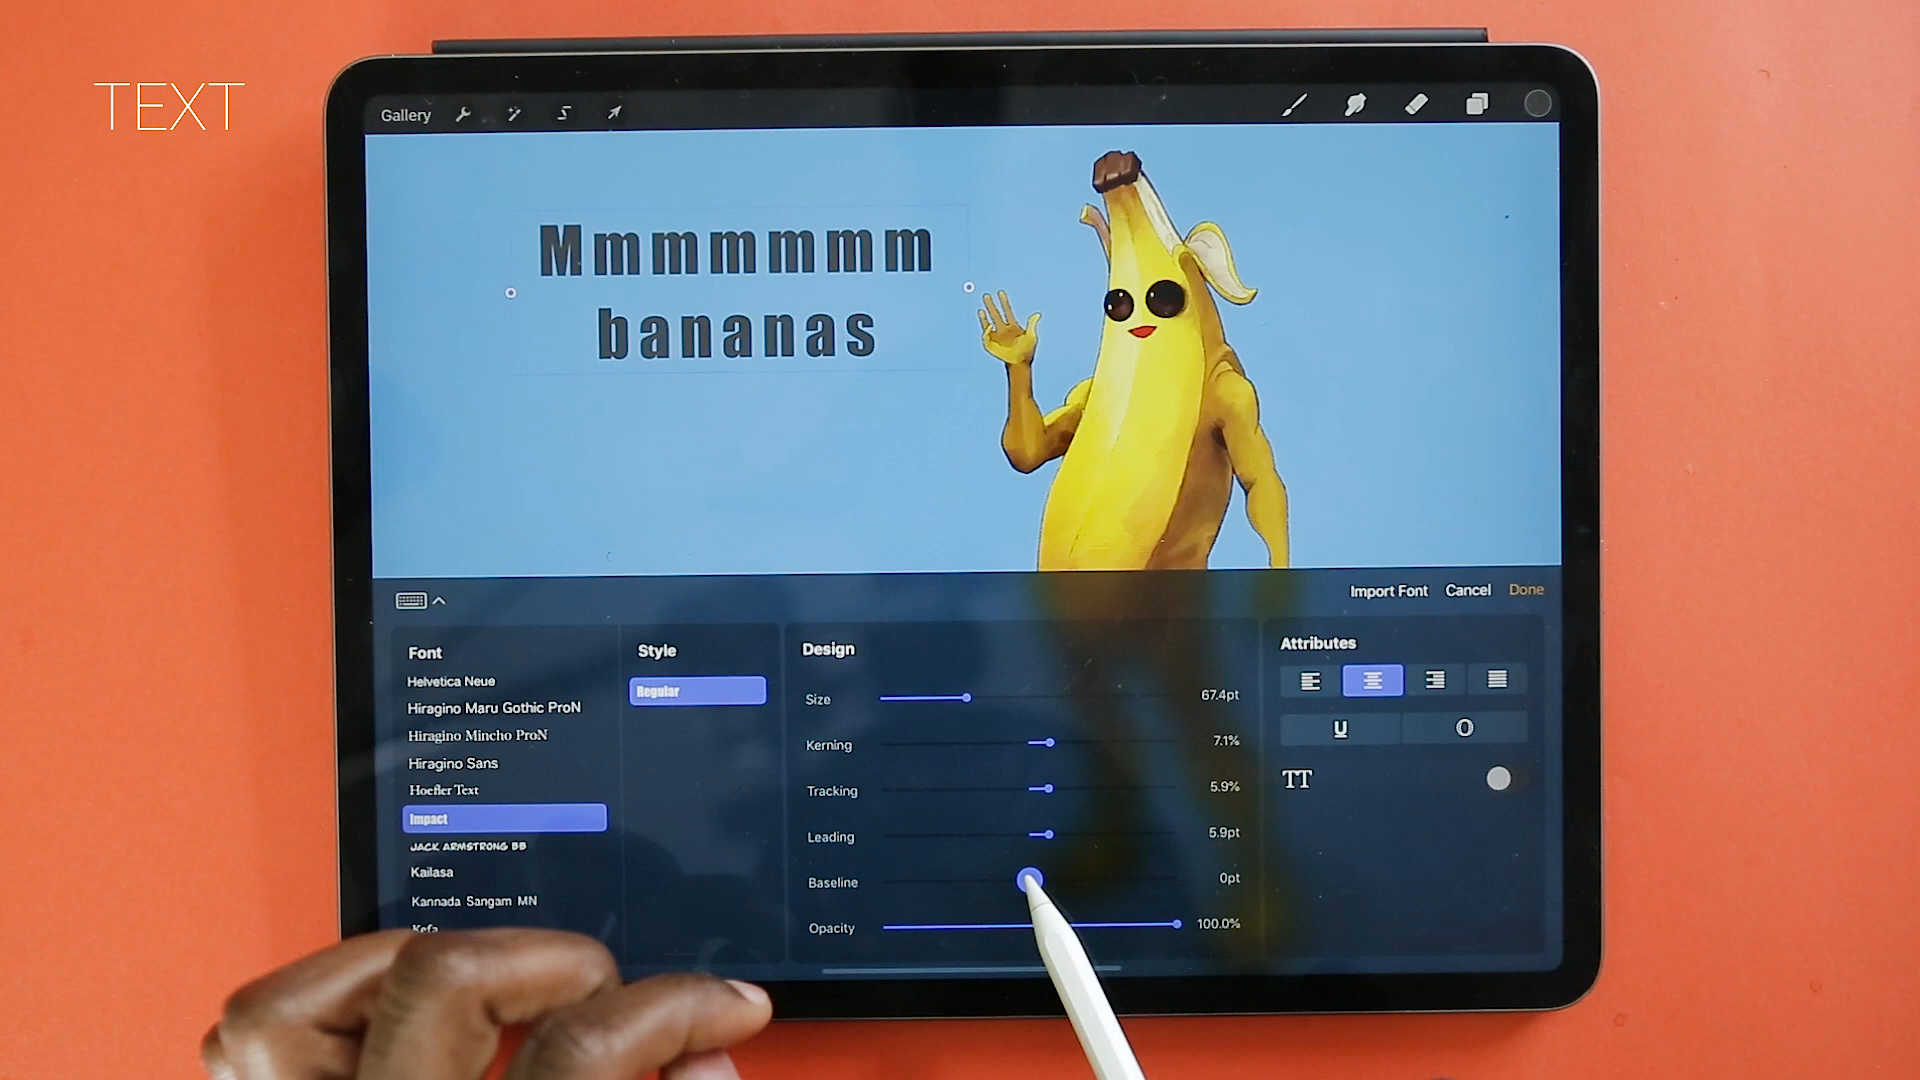 TEXT
Gallery
Mmmmmmm
bananas
Import Font Cancel Done
Font
Helvetica Neue
Hiragino Maru Gothic ProN
Hiragino Mincho ProN
Hiragino Sans
Hoefler Text
Impact
JACK ARMSTRONG BB
Kailasa
Kannada Sangam MN
Kefa
Style
Regular
Design
Size 67.4pt
Kerning 7.1%
Tracking 5.9%
Leading 5.9pt
Baseline 0pt
Opacity 100.0%
Attributes
U O
TT